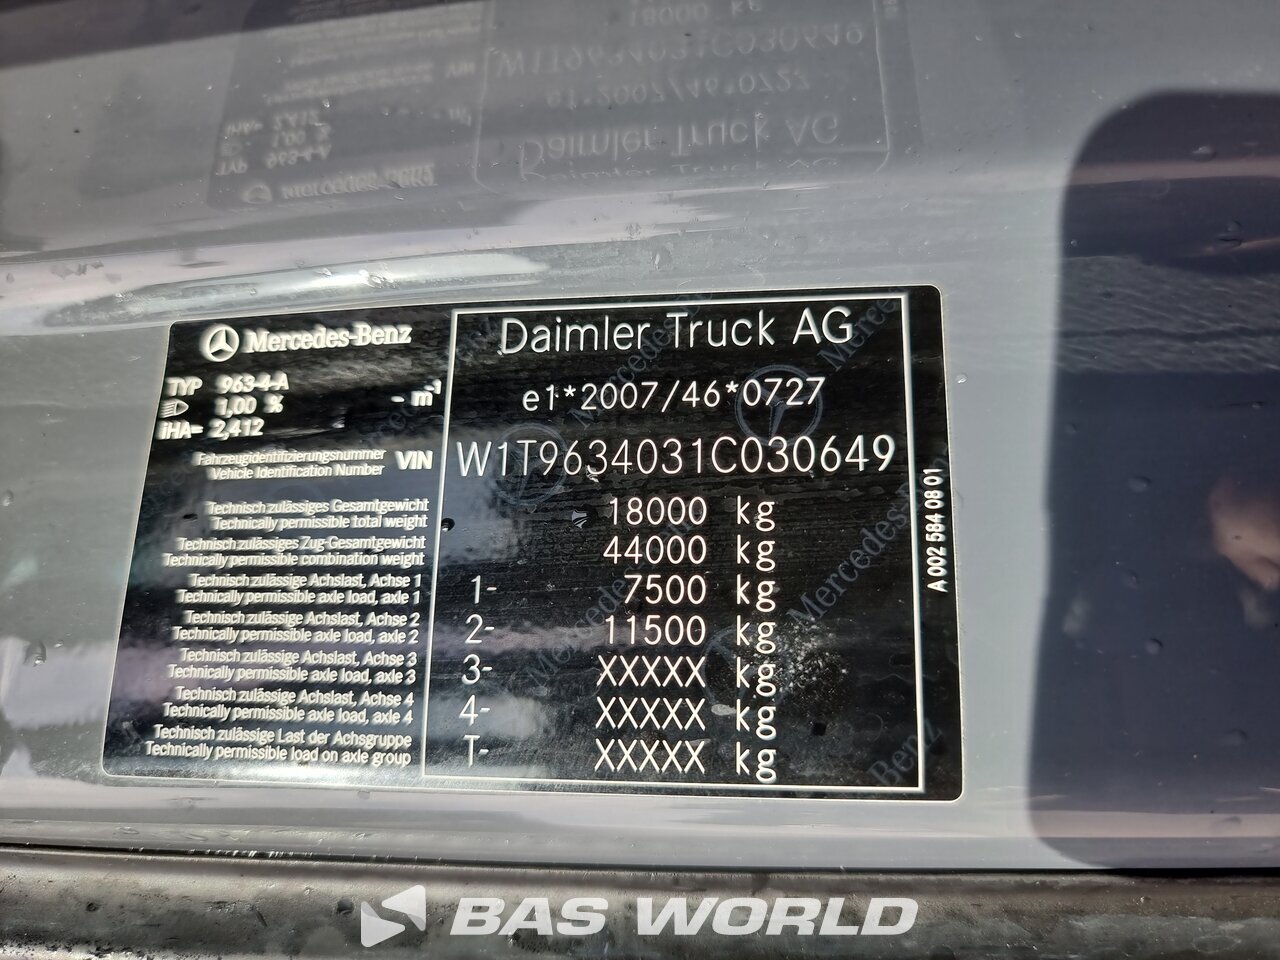 Mercedes-Benz
Daimler Truck AG
TYP 963-4-A
e1*2007/46*0727
1,00 % - m⁻¹
iHA= 2,412
Fahrzeugidentifizierungsnummer
Vehicle Identification Number VIN W1T9634031C030649
Technisch zulässiges Gesamtgewicht
Technically permissible total weight 18000 kg
Technisch zulässiges Zug-Gesamtgewicht
Technically permissible combination weight 44000 kg
Technisch zulässige Achslast, Achse 1
Technically permissible axle load, axle 1 1- 7500 kg
Technisch zulässige Achslast, Achse 2
Technically permissible axle load, axle 2 2- 11500 kg
Technisch zulässige Achslast, Achse 3
Technically permissible axle load, axle 3 3- XXXXX kg
Technisch zulässige Achslast, Achse 4
Technically permissible axle load, axle 4 4- XXXXX kg
Technisch zulässige Last der Achsgruppe
Technically permissible load on axle group T- XXXXX kg
A 002 584 08 01
BAS WORLD